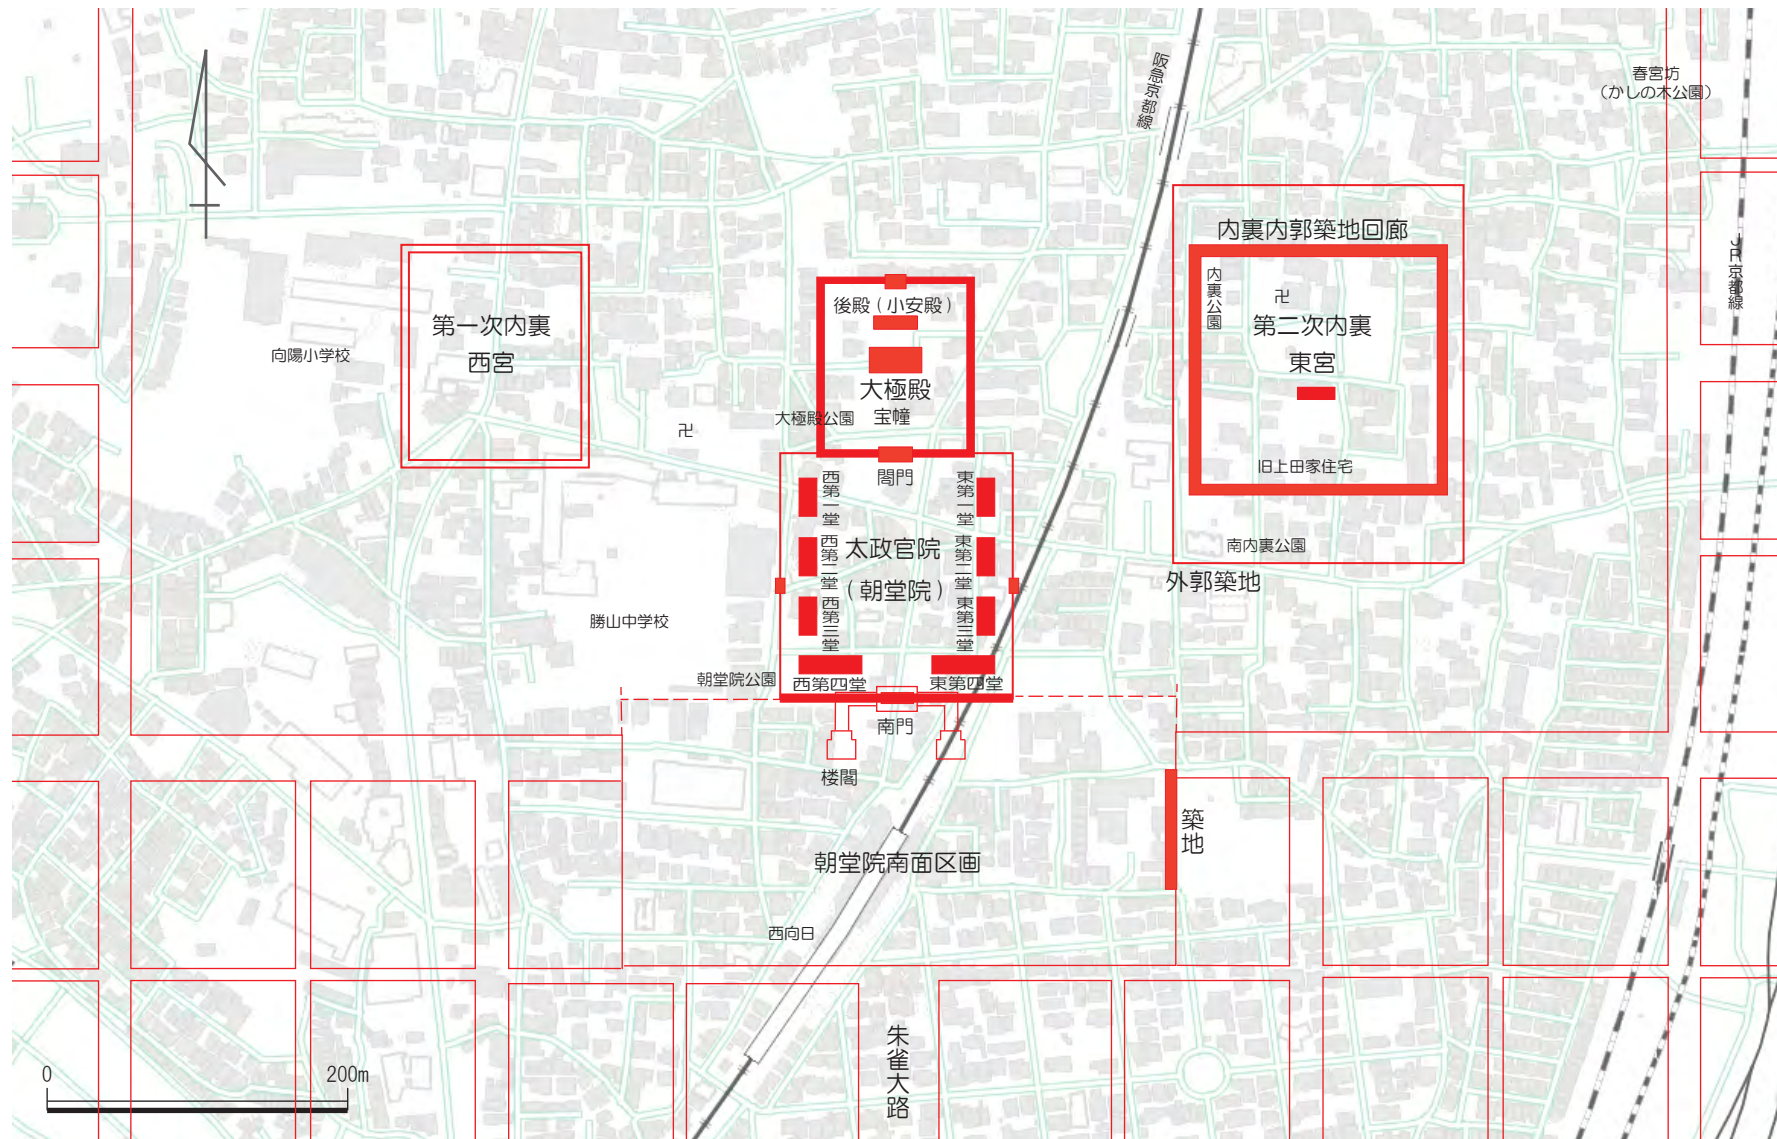 阪急京都線
春宮坊
（かしの木公園）
内裏内郭築地回廊
JR京都線
内裏公園
卍
後殿（小安殿）
第一次内裏
西宮
向陽小学校
第二次内裏
東宮
大極殿
宝幢
大極殿公園
卍
旧上田家住宅
閤門
西第一堂
東第一堂
太政官院
（朝堂院）
西第二堂
東第二堂
南内裏公園
外郭築地
西第三堂
東第三堂
勝山中学校
朝堂院公園
西第四堂
東第四堂
南門
楼閣
築地
朝堂院南面区画
西向日
朱雀大路
0
200m